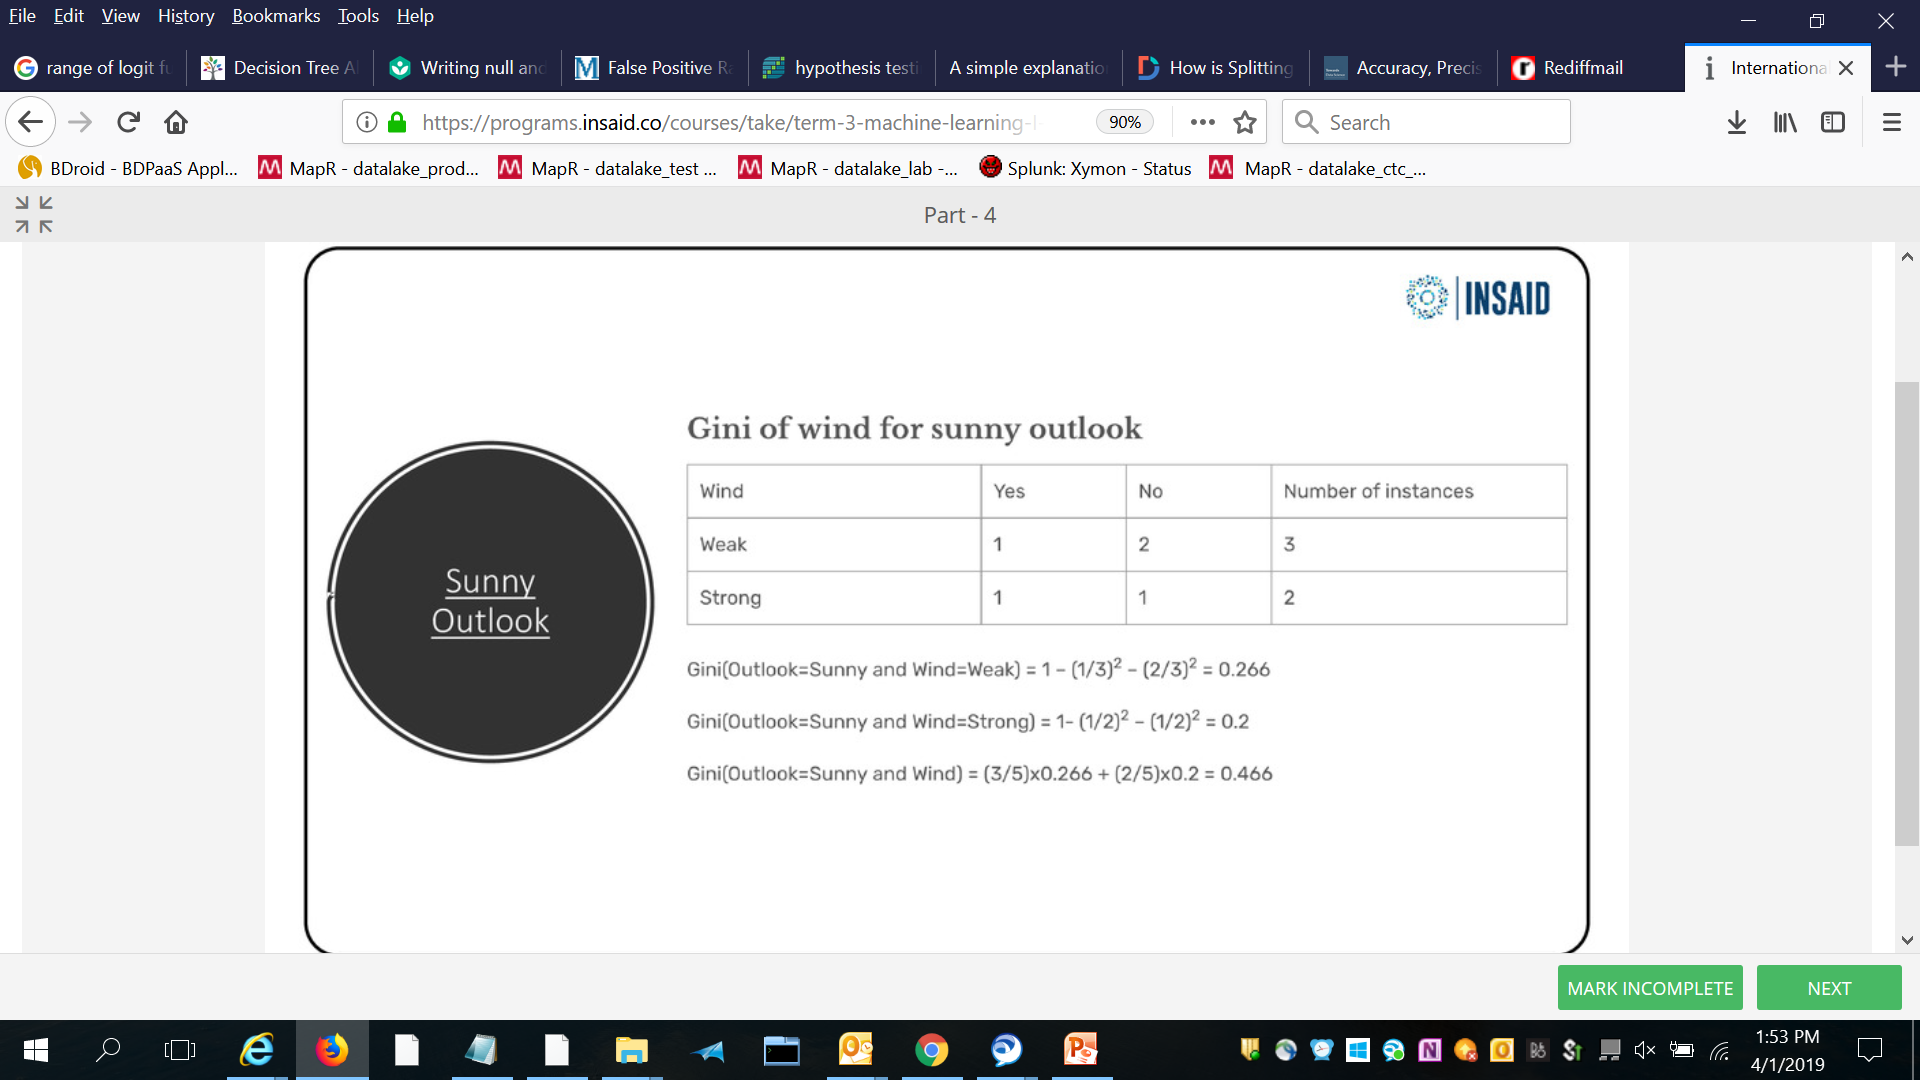 File Edit View History Bookmarks Tools Help
range of logit fu Decision Tree Al Writing null and False Positive Ra hypothesis testi A simple explanation How is Splitting Accuracy, Precis Rediffmail International
https://programs.insaid.co/courses/take/term-3-machine-learning-l 90% Search
BDroid - BDPaaS Appl... MapR - datalake_prod... MapR - datalake_test ... MapR - datalake_lab -... Splunk: Xymon - Status MapR - datalake_ctc_...
Part - 4
INSAID
Gini of wind for sunny outlook
Wind Yes No Number of instances
Weak 1 2 3
Strong 1 1 2
Sunny
Outlook
Gini(Outlook=Sunny and Wind=Weak) = 1 – (1/3)² – (2/3)² = 0.266
Gini(Outlook=Sunny and Wind=Strong) = 1- (1/2)² – (1/2)² = 0.2
Gini(Outlook=Sunny and Wind) = (3/5)x0.266 + (2/5)x0.2 = 0.466
MARK INCOMPLETE NEXT
1:53 PM
4/1/2019